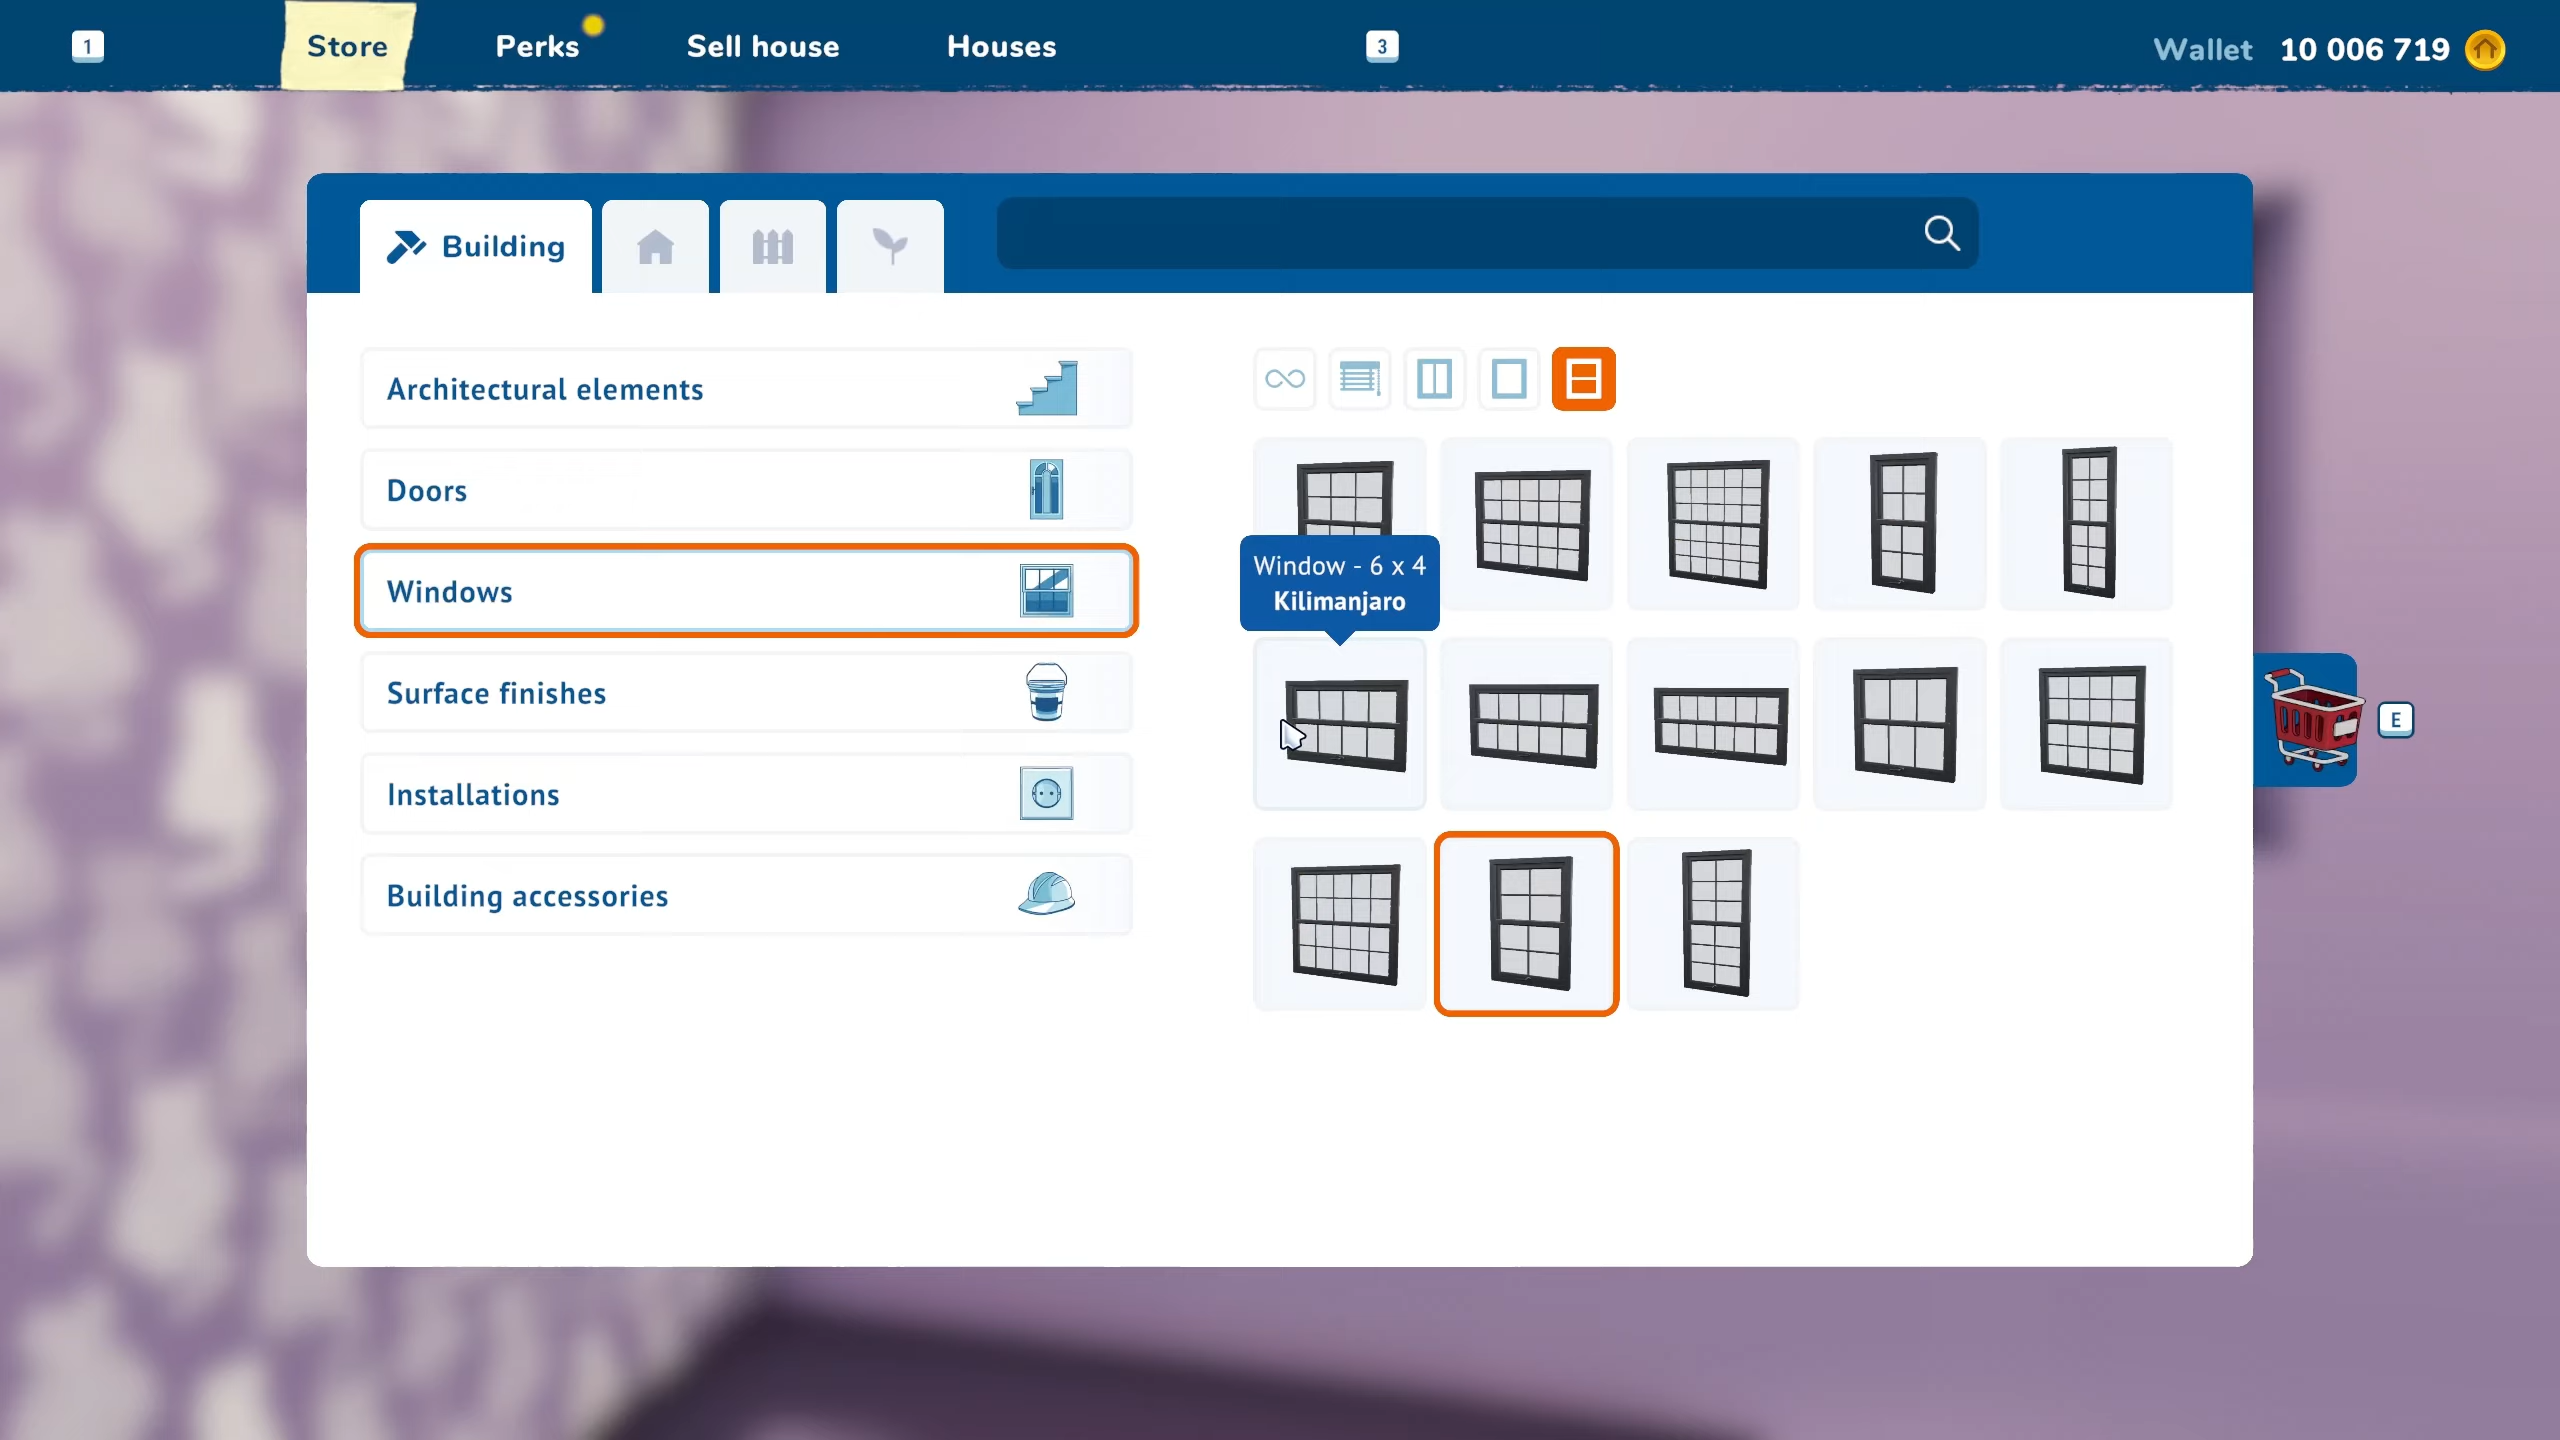 1
Store
Perks
Sell house
Houses
3
Wallet 10 006 719
Building
Architectural elements
Doors
Windows
Surface finishes
Installations
Building accessories
Window - 6 x 4
Kilimanjaro
E